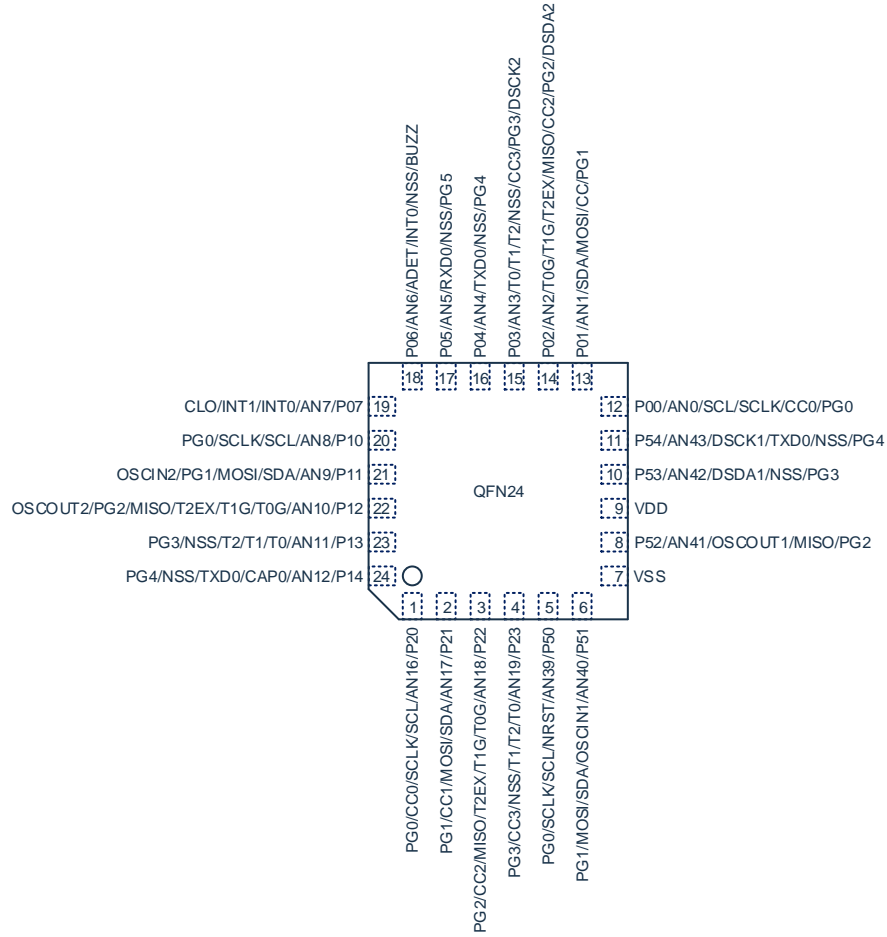 P06/AN6/ADET/INT0/NSS/BUZZ
P05/AN5/RXD0/NSS/PG5
P04/AN4/TXD0/NSS/PG4
P03/AN3/T0/T1/T2/NSS/CC3/PG3/DSCK2
P02/AN2/T0G/T1G/T2EX/MISO/CC2/PG2/DSDA2
P01/AN1/SDA/MOSI/CC/PG1
18
17
16
15
14
13
CLO/INT1/INT0/AN7/P07
19
PG0/SCLK/SCL/AN8/P10
20
OSCIN2/PG1/MOSI/SDA/AN9/P11
21
OSCOUT2/PG2/MISO/T2EX/T1G/T0G/AN10/P12
22
PG3/NSS/T2/T1/T0/AN11/P13
23
PG4/NSS/TXD0/CAP0/AN12/P14
24
QFN24
12
P00/AN0/SCL/SCLK/CC0/PG0
11
P54/AN43/DSCK1/TXD0/NSS/PG4
10
P53/AN42/DSDA1/NSS/PG3
9
VDD
8
P52/AN41/OSCOUT1/MISO/PG2
7
VSS
1
2
3
4
5
6
PG0/CC0/SCLK/SCL/AN16/P20
PG1/CC1/MOSI/SDA/AN17/P21
PG2/CC2/MISO/T2EX/T1G/T0G/AN18/P22
PG3/CC3/NSS/T1/T2/T0/AN19/P23
PG0/SCLK/SCL/NRST/AN39/P50
PG1/MOSI/SDA/OSCIN1/AN40/P51